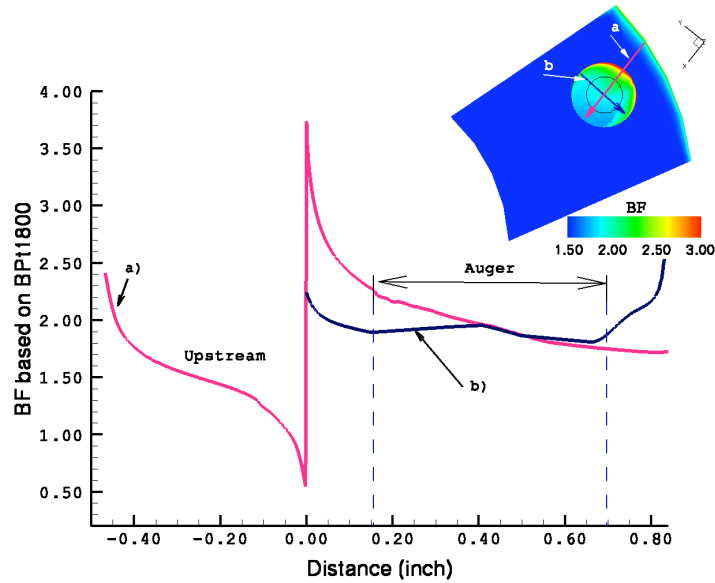 a
b
Y
Z
X
BF
1.50 2.00 2.50 3.00
4.00
3.50
3.00
2.50
2.00
1.50
1.00
0.50
BF based on BPt1800
a)
Upstream
Auger
b)
-0.40 -0.20 0.00 0.20 0.40 0.60 0.80
Distance (inch)